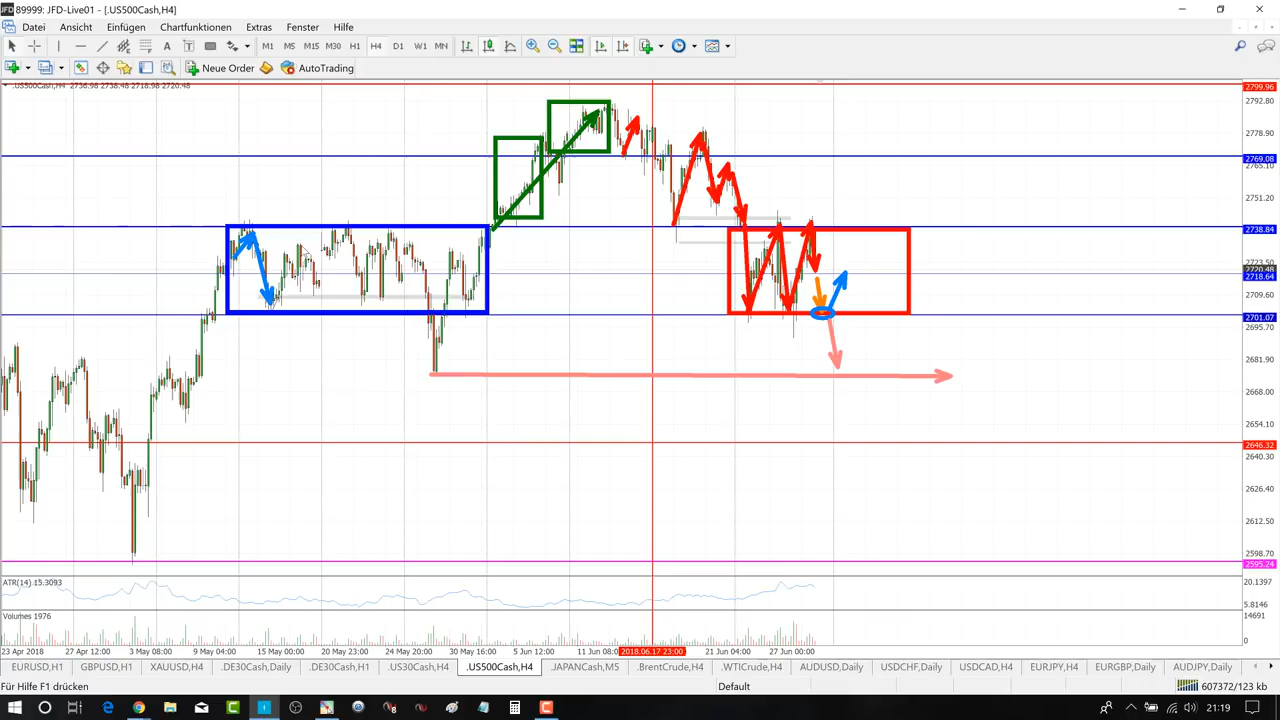 JFD 89999: JFD-Live01 - [.US500Cash,H4]
Datei Ansicht Einfügen Chartfunktionen Extras Fenster Hilfe
A T M1 M5 M15 M30 H1 H4 D1 W1 MN
Neue Order AutoTrading
.US500Cash,H4 2736.98 2738.48 2718.98 2720.48
2799.96
2792.80
2778.90
2769.08
2765.10
2751.20
2738.84
2723.50
2720.48
2718.64
2709.60
2701.07
2695.70
2681.90
2668.00
2654.10
2646.32
2640.30
2626.40
2612.50
2598.70
2595.24
ATR(14) 15.3093
20.1397
5.8146
Volumes 1976
14691
0
23 Apr 2018 27 Apr 12:00 3 May 08:00 9 May 04:00 15 May 00:00 17 May 23:00 20 May 23:00 24 May 20:00 30 May 16:00 5 Jun 12:00 11 Jun 08:00 2018.06.17 23:00 21 Jun 04:00 27 Jun 00:00
EURUSD,H1 GBPUSD,H1 XAUUSD,H4 .DE30Cash,Daily .DE30Cash,H1 .US30Cash,H4 .US500Cash,H4 .JAPANCash,M5 .BrentCrude,H4 .WTICrude,H4 AUDUSD,Daily USDCHF,Daily USDCAD,H4 EURJPY,H4 EURGBP,Daily AUDJPY,Daily
Für Hilfe F1 drücken Default 607372/123 kb
21:19